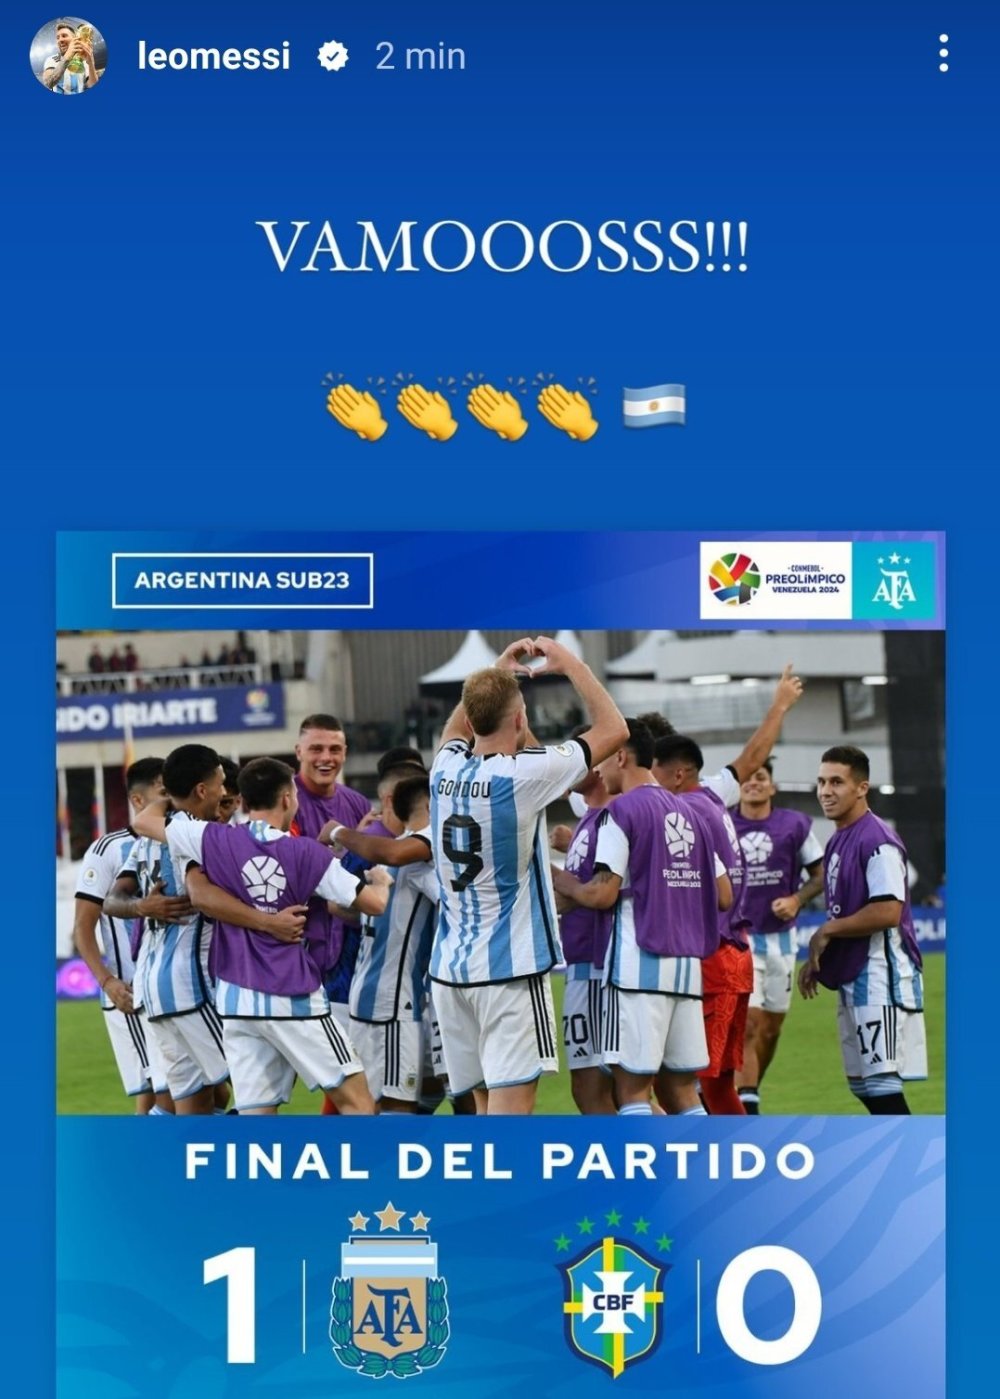 leomessi 2 min
VAMOOOSSS!!!
👏👏👏👏 🇦🇷
ARGENTINA SUB23
·CONMEBOL·
PREOLÍMPICO
VENEZUELA 2024
AFA
IRIARTE
GONDOU
9
20
17
FINAL DEL PARTIDO
1
AFA
CBF
0